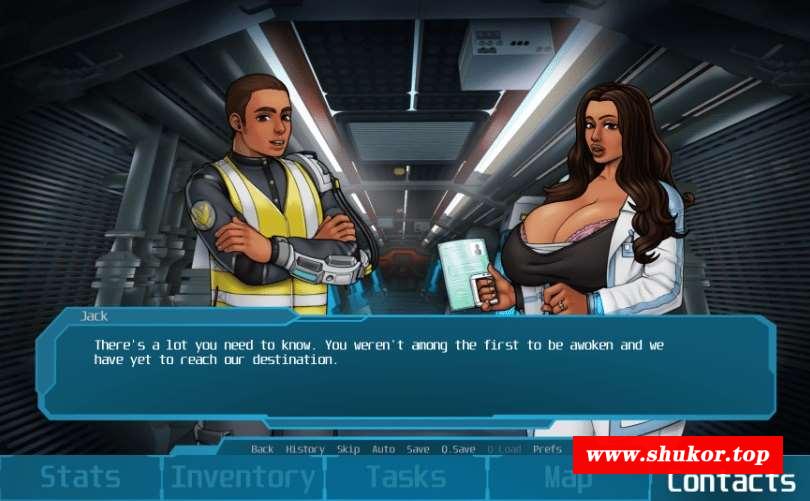 Jack
There's a lot you need to know. You weren't among the first to be awoken and we
have yet to reach our destination.
Back History Skip Auto Save Q.Save Q.Load Prefs
www.shukor.top
Stats Inventory Tasks Map Contacts